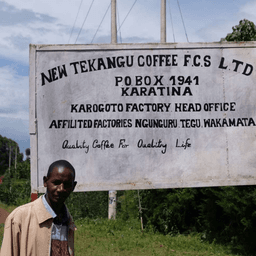 NEW TEKANGU COFFEE F.C.S LTD
P.O BOX 1941
KARATINA
KAROGOTO FACTORY HEAD OFFICE
AFFILITED FACTORIES NGUNGURU TEGU, WAKAMATA
Quality Coffee For Quality Life